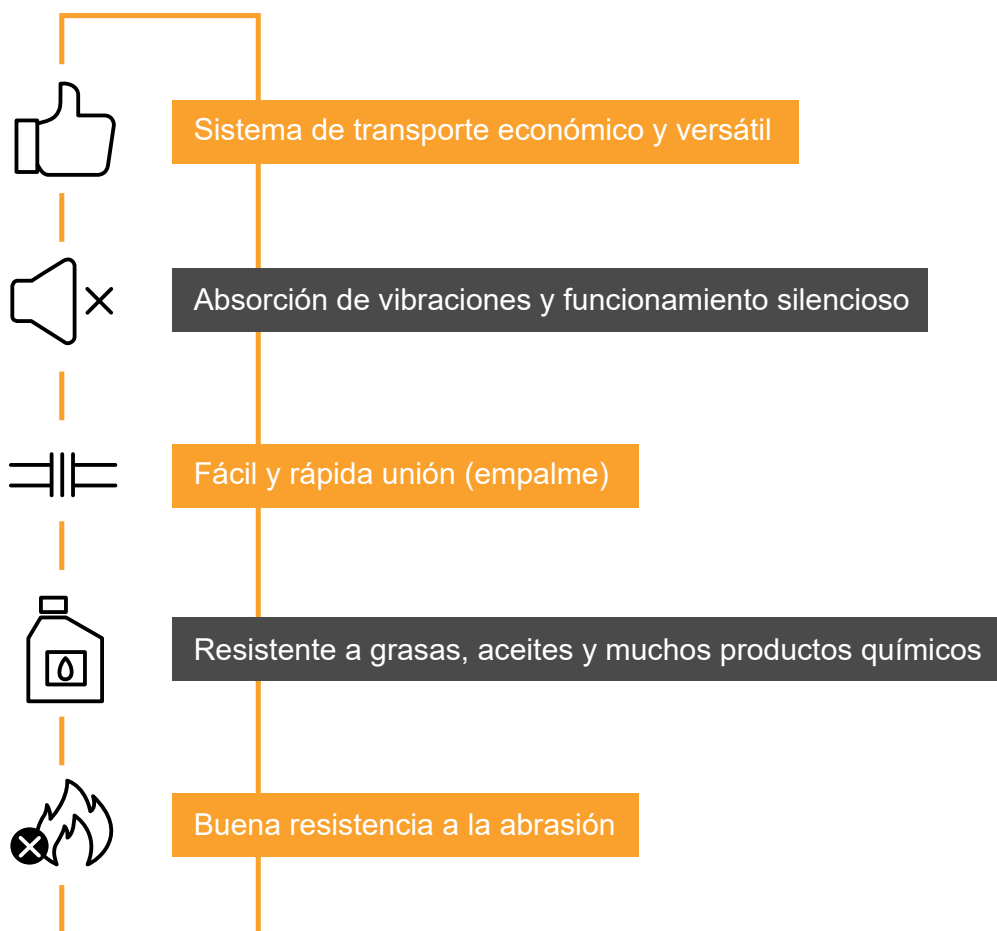 Sistema de transporte económico y versátil
Absorción de vibraciones y funcionamiento silencioso
Fácil y rápida unión (empalme)
Resistente a grasas, aceites y muchos productos químicos
Buena resistencia a la abrasión